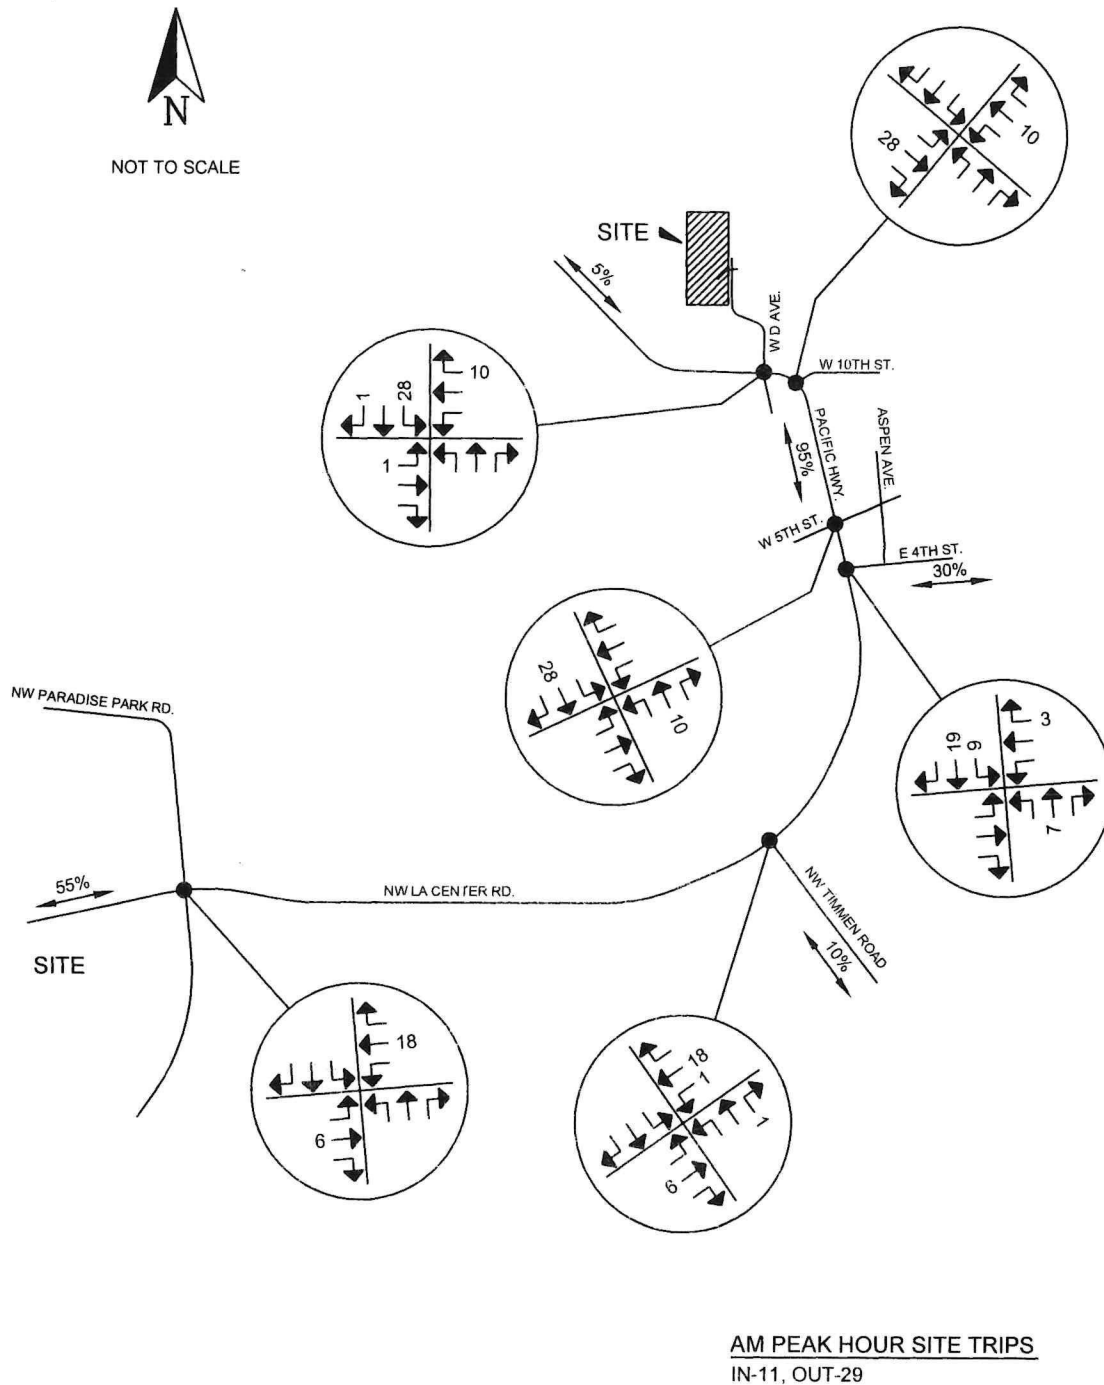 N
NOT TO SCALE
10
28
SITE
5%
W D AVE.
W 10TH ST.
1
28
10
1
PACIFIC HWY.
ASPEN AVE.
95%
W 5TH ST.
E 4TH ST.
30%
28
10
3
19
9
7
NW PARADISE PARK RD.
55%
NW LA CENTER RD.
NW TIMMEN ROAD
10%
SITE
18
6
18
1
1
6
AM PEAK HOUR SITE TRIPS
IN-11, OUT-29